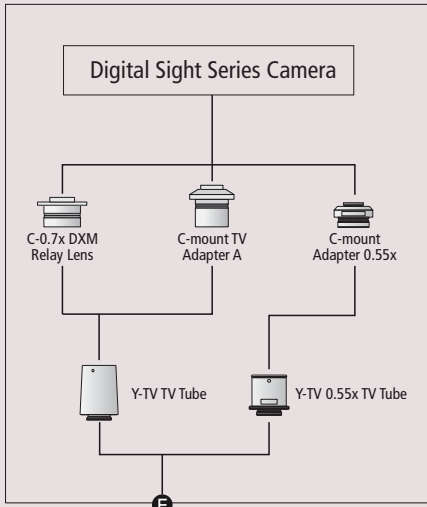 Digital Sight Series Camera
C-0.7x DXM
Relay Lens
C-mount TV
Adapter A
C-mount
Adapter 0.55x
Y-TV TV Tube
Y-TV 0.55x TV Tube